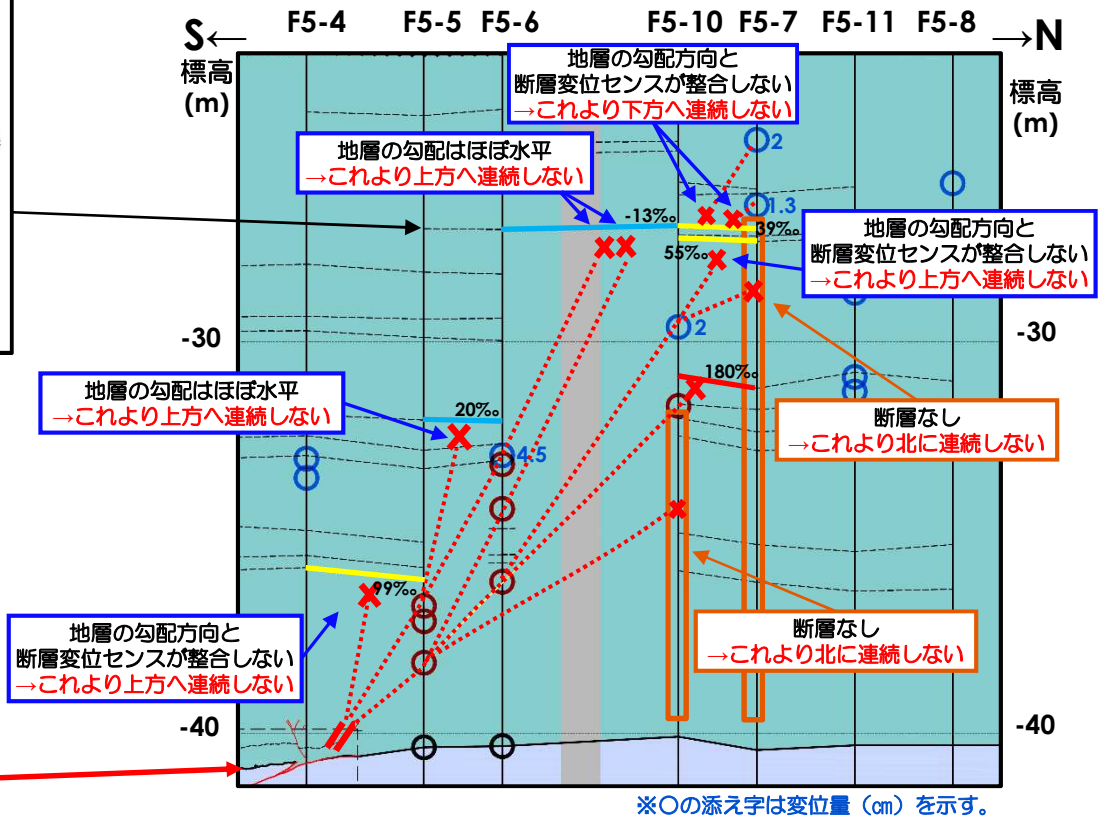 F5-4 F5-5 F5-6 F5-10 F5-7 F5-11 F5-8
S← →N
標高
(m)
標高
(m)
地層の勾配方向と
断層変位センスが整合しない
→これより下方へ連続しない
2
地層の勾配はほぼ水平
→これより上方へ連続しない
1.3
-13‰
39‰
55‰
地層の勾配方向と
断層変位センスが整合しない
→これより上方へ連続しない
-30
2
-30
180‰
地層の勾配はほぼ水平
→これより上方へ連続しない
20‰
断層なし
→これより北に連続しない
4.5
99‰
地層の勾配方向と
断層変位センスが整合しない
→これより上方へ連続しない
断層なし
→これより北に連続しない
-40
-40
※○の添え字は変位量（㎝）を示す。